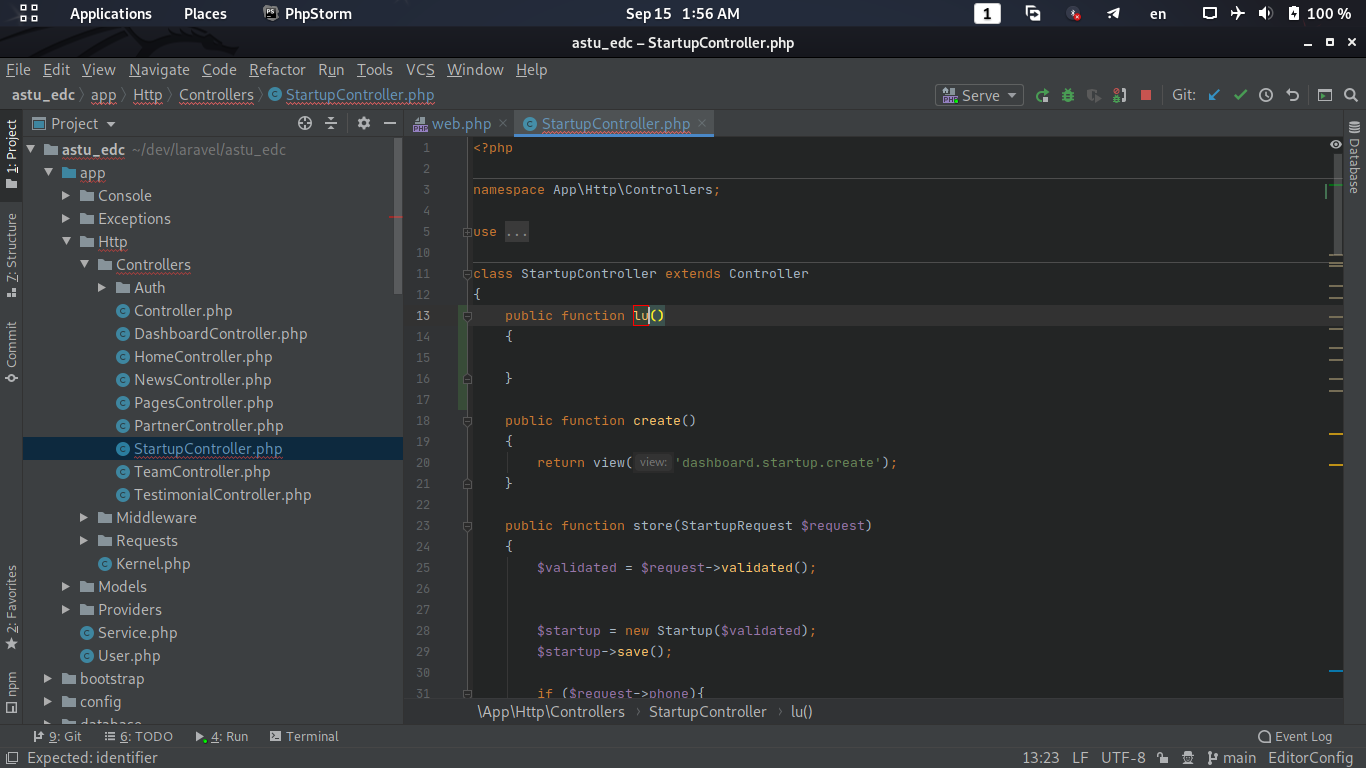 Applications Places PhpStorm Sep 15 1:56 AM 1 en 100 %
astu_edc – StartupController.php
File Edit View Navigate Code Refactor Run Tools VCS Window Help
astu_edc app Http Controllers StartupController.php Serve Git:
Project web.php StartupController.php
1: Project
Z: Structure
Commit
2: Favorites
npm
Database
astu_edc ~/dev/laravel/astu_edc
app
Console
Exceptions
Http
Controllers
Auth
Controller.php
DashboardController.php
HomeController.php
NewsController.php
PagesController.php
PartnerController.php
StartupController.php
TeamController.php
TestimonialController.php
Middleware
Requests
Kernel.php
Models
Providers
Service.php
User.php
bootstrap
config
database
1 <?php
2
3 namespace App\Http\Controllers;
4
5 use ...
10
11 class StartupController extends Controller
12 {
13 public function lu()
14 {
15
16 }
17
18 public function create()
19 {
20 return view( view: 'dashboard.startup.create');
21 }
22
23 public function store(StartupRequest $request)
24 {
25 $validated = $request->validated();
26
27
28 $startup = new Startup($validated);
29 $startup->save();
30
31 if ($request->phone){
\App\Http\Controllers StartupController lu()
9: Git 6: TODO 4: Run Terminal Event Log
Expected: identifier 13:23 LF UTF-8 main EditorConfig